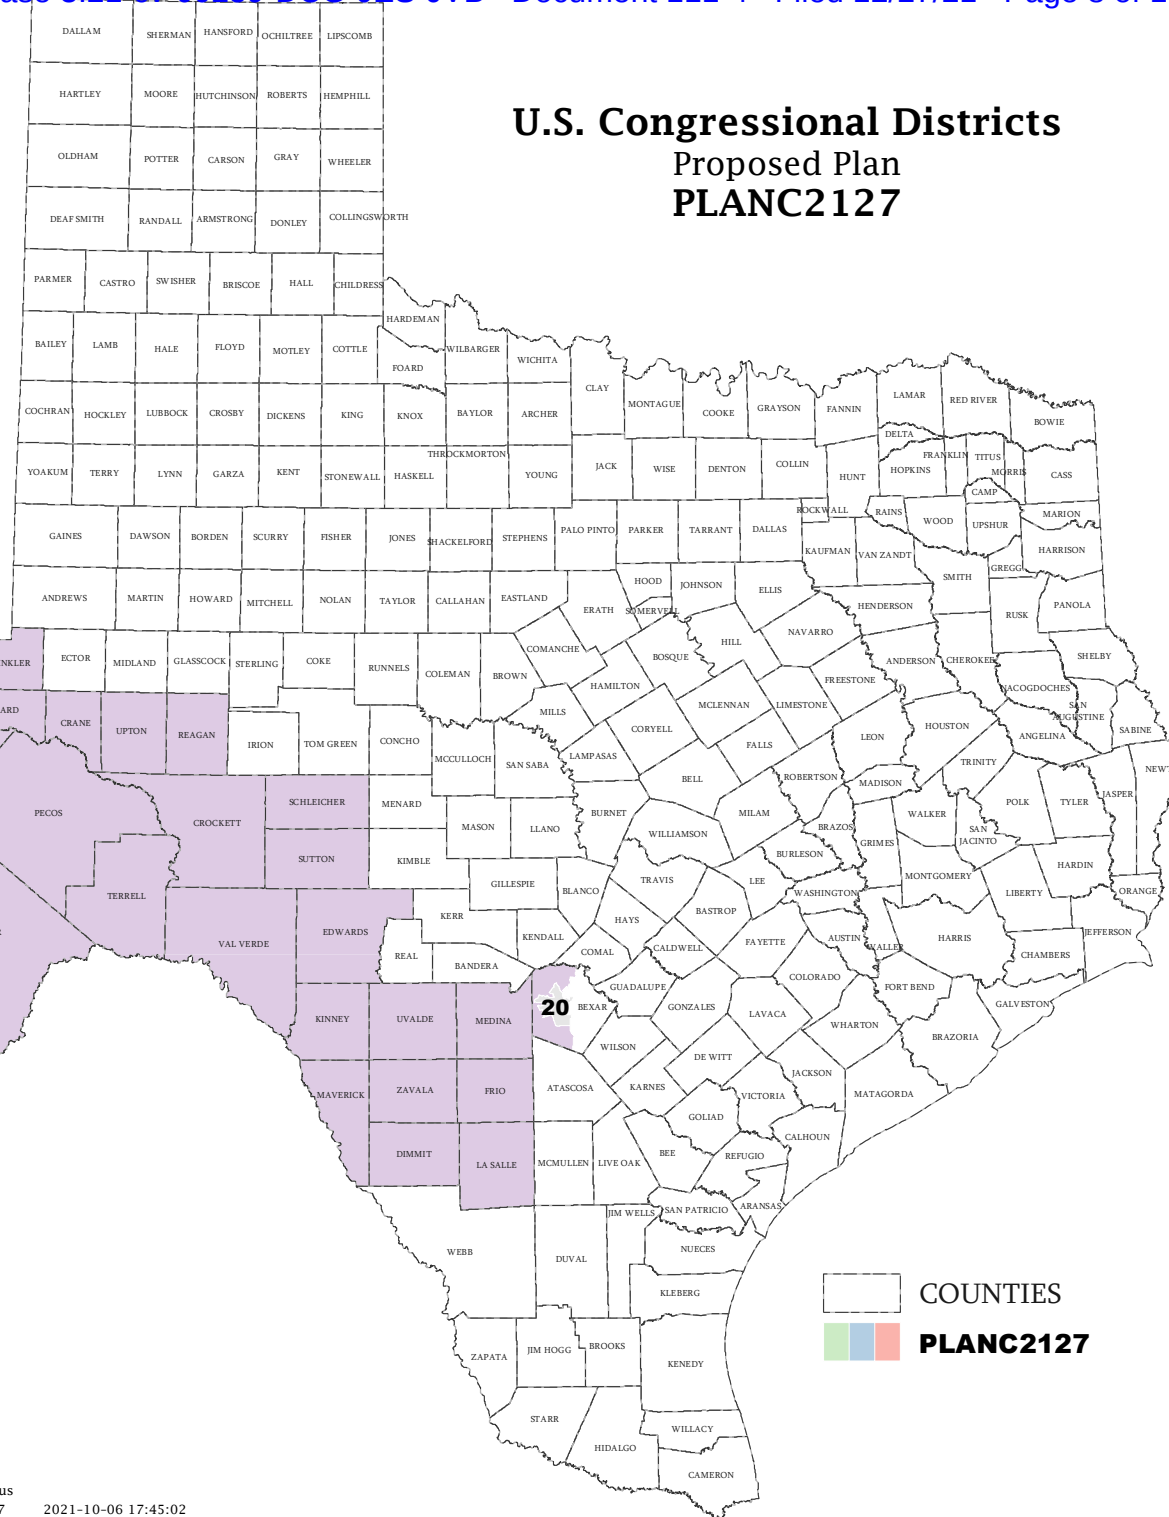 DALLAM SHERMAN HANSFORD OCHILTREE LIPSCOMB
HARTLEY MOORE HUTCHINSON ROBERTS HEMPHILL
U.S. Congressional Districts
Proposed Plan
PLANC2127
OLDHAM POTTER CARSON GRAY WHEELER
DEAF SMITH RANDALL ARMSTRONG DONLEY COLLINGSWORTH
PARMER CASTRO SWISHER BRISCOE HALL CHILDRESS
HARDEMAN
BAILEY LAMB HALE FLOYD MOTLEY COTTLE FOARD WILBARGER WICHITA
CLAY MONTAGUE COOKE GRAYSON FANNIN LAMAR RED RIVER BOWIE
COCHRAN HOCKLEY LUBBOCK CROSBY DICKENS KING KNOX BAYLOR ARCHER
DELTA
THROCKMORTON
YOAKUM TERRY LYNN GARZA KENT STONEWALL HASKELL YOUNG JACK WISE DENTON COLLIN HUNT HOPKINS FRANKLIN TITUS MORRIS CASS
CAMP
ROCKWALL RAINS WOOD UPSHUR MARION
GAINES DAWSON BORDEN SCURRY FISHER JONES SHACKELFORD STEPHENS PALO PINTO PARKER TARRANT DALLAS
KAUFMAN VAN ZANDT SMITH GREGG HARRISON
ANDREWS MARTIN HOWARD MITCHELL NOLAN TAYLOR CALLAHAN EASTLAND ERATH HOOD SOMERVELL JOHNSON ELLIS
HENDERSON RUSK PANOLA
NKLER ECTOR MIDLAND GLASSCOCK STERLING COKE RUNNELS COLEMAN BROWN COMANCHE BOSQUE HILL NAVARRO
ANDERSON CHEROKEE SHELBY
HAMILTON FREESTONE NACOGDOCHES
ARD CRANE UPTON REAGAN IRION TOM GREEN CONCHO MILLS MCLENNAN LIMESTONE
SAN
AUGUSTINE
CORYELL FALLS LEON HOUSTON ANGELINA SABINE
MCCULLOCH SAN SABA LAMPASAS BELL ROBERTSON MADISON TRINITY NEWT
PECOS CROCKETT SCHLEICHER MENARD MASON LLANO BURNET WILLIAMSON MILAM BRAZOS GRIMES WALKER
SAN
JACINTO
POLK TYLER JASPER
SUTTON KIMBLE BURLESON HARDIN
TERRELL GILLESPIE BLANCO TRAVIS LEE WASHINGTON MONTGOMERY LIBERTY ORANGE
VAL VERDE EDWARDS KERR KENDALL HAYS BASTROP FAYETTE AUSTIN WALLER HARRIS JEFFERSON
REAL BANDERA COMAL CALDWELL COLORADO CHAMBERS
KINNEY UVALDE MEDINA 20 BEXAR GUADALUPE GONZALES LAVACA FORT BEND GALVESTON
WILSON DE WITT WHARTON BRAZORIA
MAVERICK ZAVALA FRIO ATASCOSA KARNES VICTORIA JACKSON MATAGORDA
GOLIAD CALHOUN
DIMMIT LA SALLE MCMULLEN LIVE OAK BEE REFUGIO
JIM WELLS SAN PATRICIO ARANSAS
WEBB DUVAL NUECES
KLEBERG
COUNTIES
PLANC2127
ZAPATA JIM HOGG BROOKS KENEDY
STARR HIDALGO WILLACY
CAMERON
us
7 2021-10-06 17:45:02